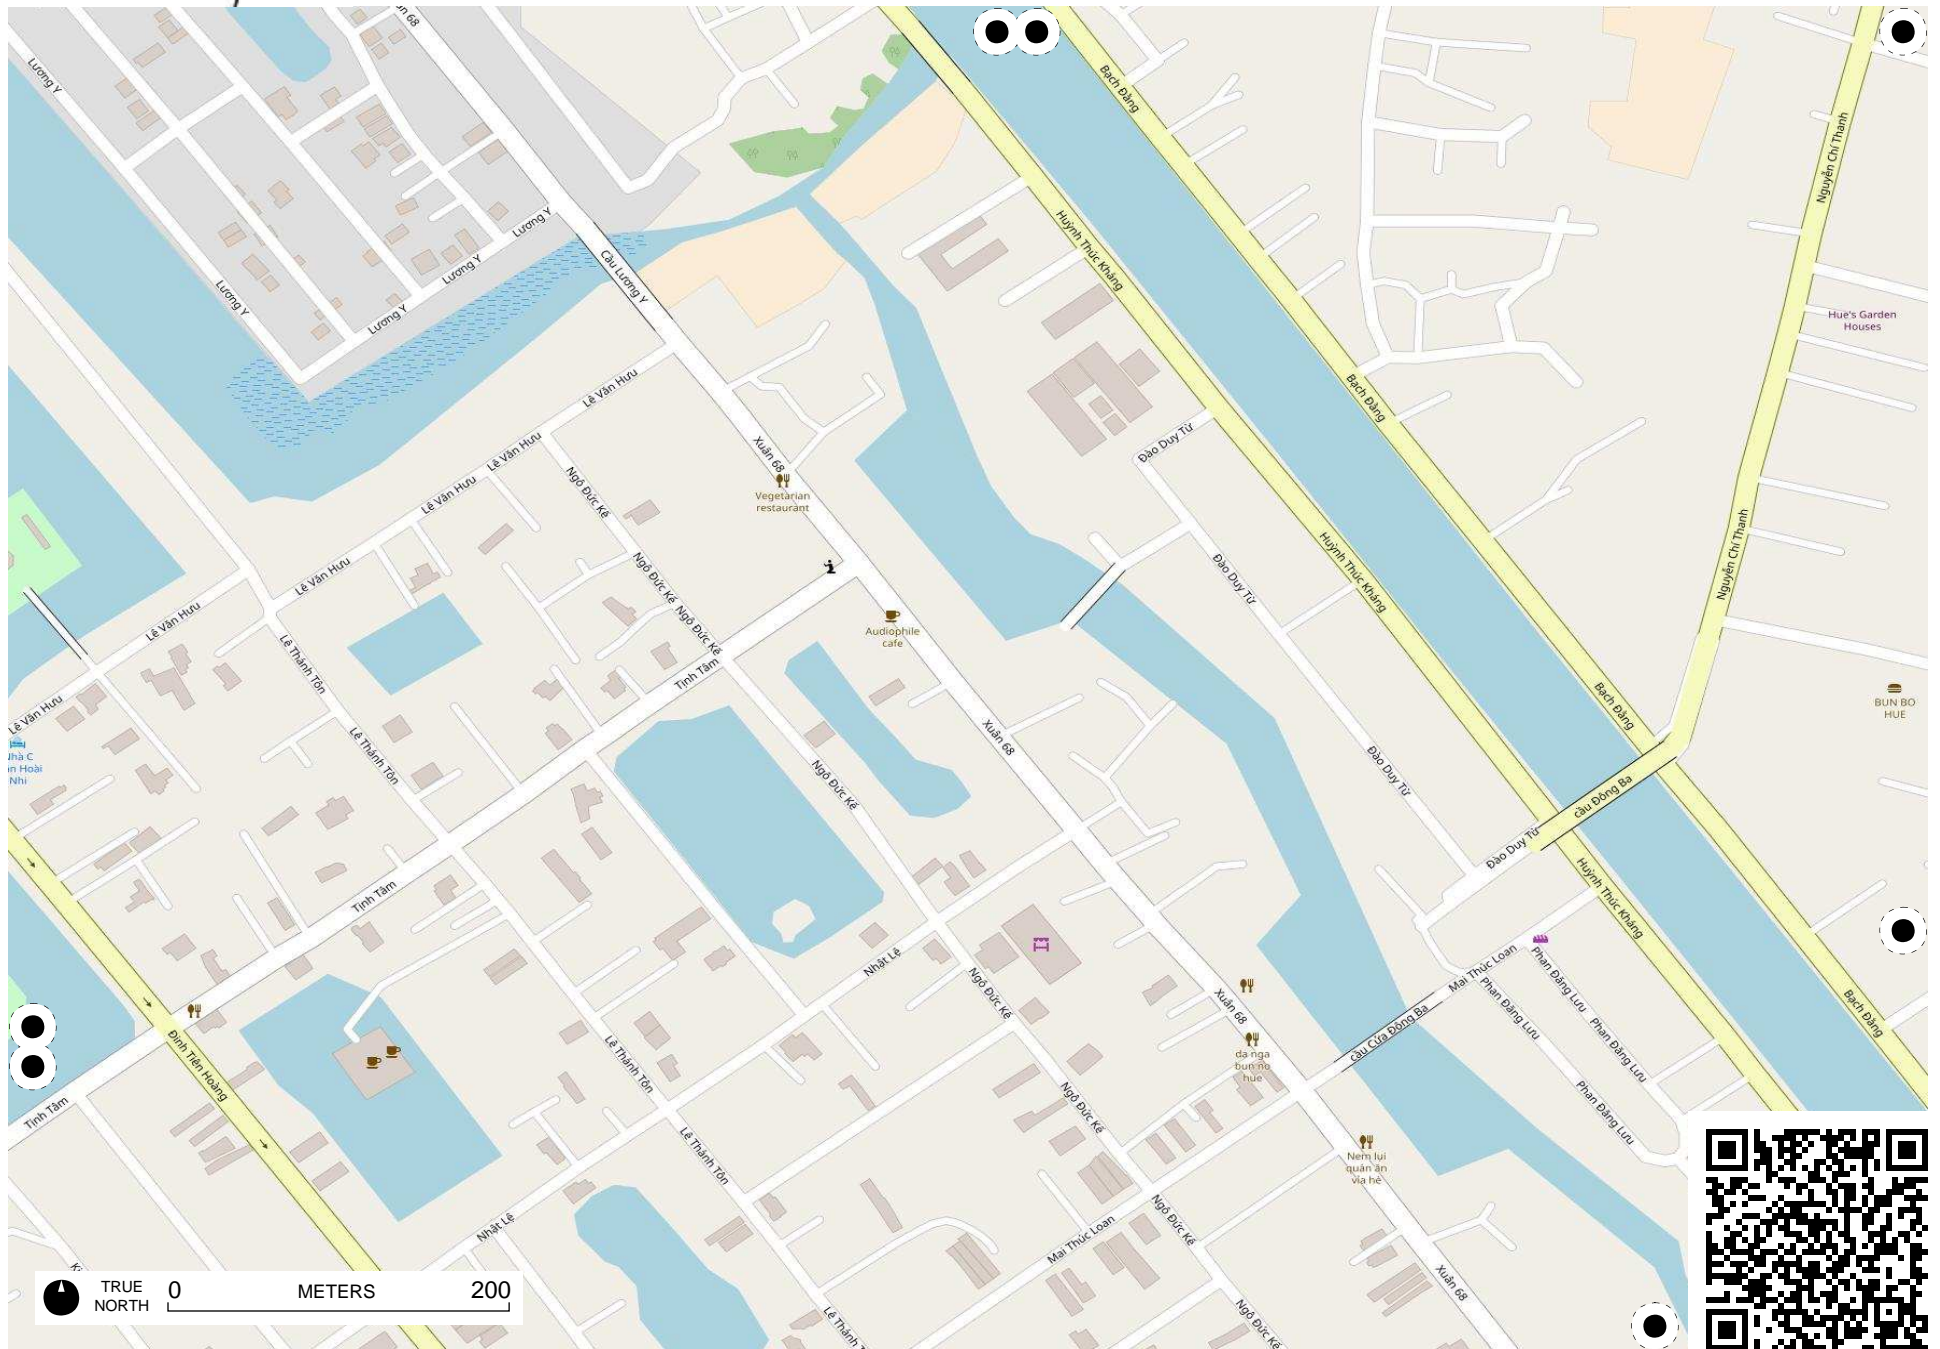 Lương Y
Bạch Đằng
Nguyễn Chí Thanh
Lương Y
Huỳnh Thúc Kháng
Lương Y
Cầu Lương Y
Lương Y
Lương Y
Hue's Garden
Houses
Lê Văn Hưu
Bạch Đằng
Lê Văn Hưu
Đào Duy Từ
Xuân 68
Vegetarian
restaurant
Lê Văn Hưu
Ngô Đức Kế
Nguyễn Chí Thanh
Lê Văn Hưu
Ngô Đức Kế
Huỳnh Thúc Kháng
Đào Duy Từ
Lê Văn Hưu
Ngô Đức Kế
Audiophile
cafe
Lê Thánh Tôn
Tịnh Tâm
Bạch Đằng
BUN BO
HUE
Lê Văn Hưu
Xuân 68
Lê Thánh Tôn
Nhi
Ngô Đức Kế
Đào Duy Từ
cầu Đông Ba
Đào Duy Từ
Tịnh Tâm
Huỳnh Thúc Kháng
Nhật Lệ
Ngô Đức Kế
Mai Thúc Loan
Phan Đăng Lưu
Phan Đăng Lưu
Xuân 68
cầu Cửa Đông Ba
Phan Đăng Lưu
Bạch Đằng
Đinh Tiên Hoàng
Lê Thánh Tôn
da nga
bun no
hue
Tịnh Tâm
Ngô Đức Kế
Phan Đăng Lưu
Lê Thánh Tôn
Nem lụi
quán ăn
vỉa hè
Nhật Lệ
Mai Thúc Loan
Ngô Đức Kế
Xuân 68
TRUE
NORTH
0 METERS 200
Ngô Đức Kế